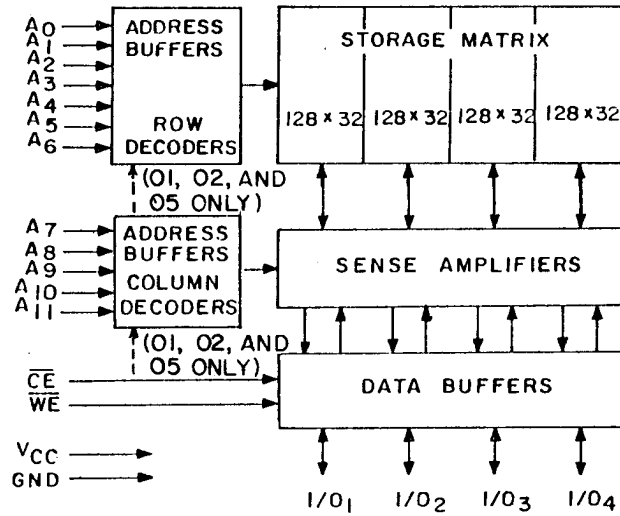 A0
A1
A2
A3
A4
A5
A6
ADDRESS
BUFFERS
ROW
DECODERS
STORAGE MATRIX
128 x 32
128 x 32
128 x 32
128 x 32
(01, 02, AND
05 ONLY)
A7
A8
A9
A10
A11
ADDRESS
BUFFERS
COLUMN
DECODERS
SENSE AMPLIFIERS
(01, 02, AND
05 ONLY)
CE
WE
DATA BUFFERS
VCC
GND
I/O1
I/O2
I/O3
I/O4